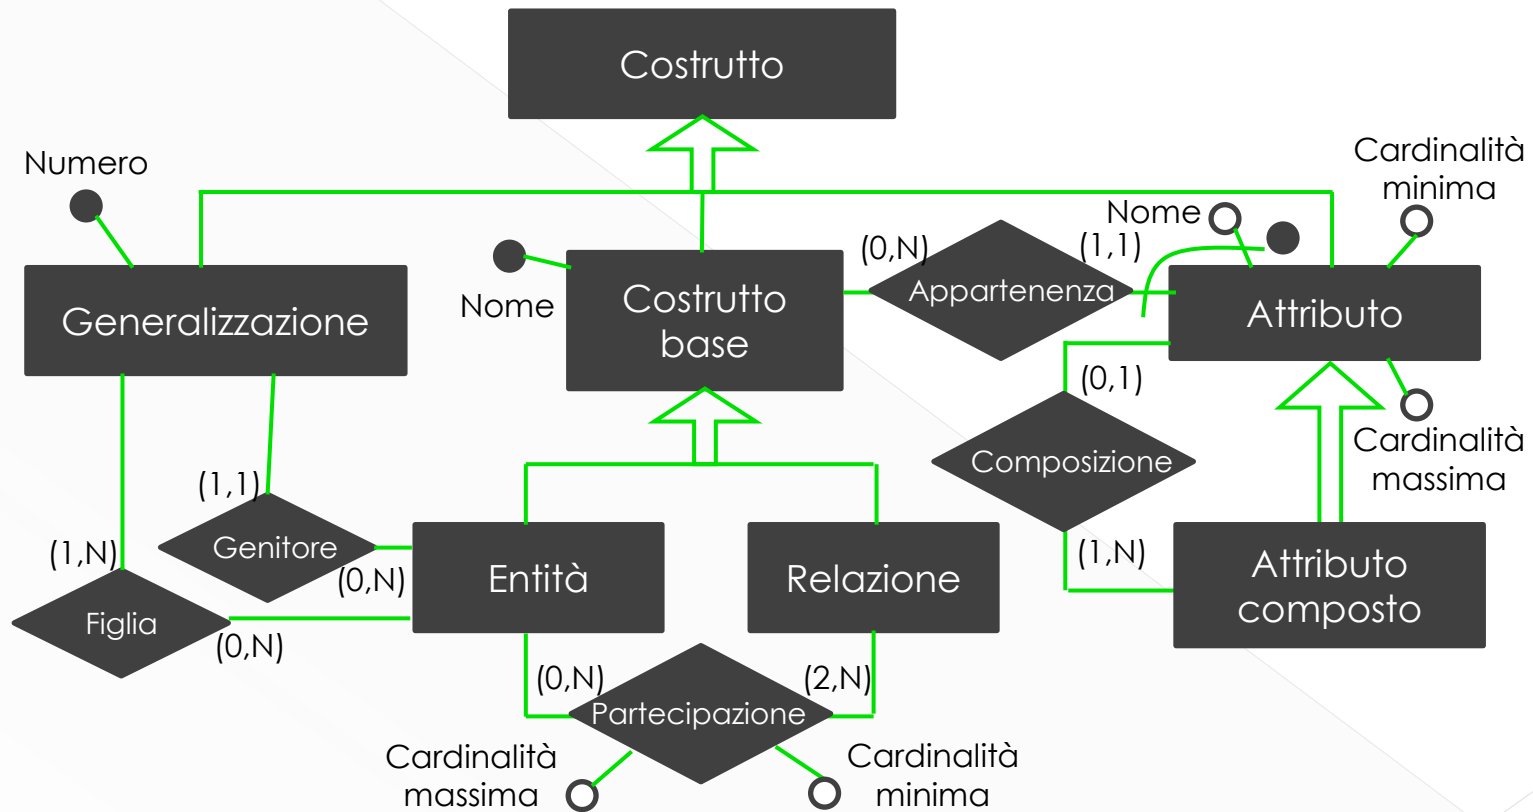 Costrutto
Numero
Cardinalità
minima
Nome
(0,N)
(1,1)
Nome
Generalizzazione
Costrutto
base
Appartenenza
Attributo
(0,1)
Cardinalità
massima
Composizione
(1,1)
(1,N)
Genitore
(0,N)
(1,N)
Entità
Relazione
Attributo
composto
Figlia
(0,N)
(0,N)
(2,N)
Partecipazione
Cardinalità
massima
Cardinalità
minima